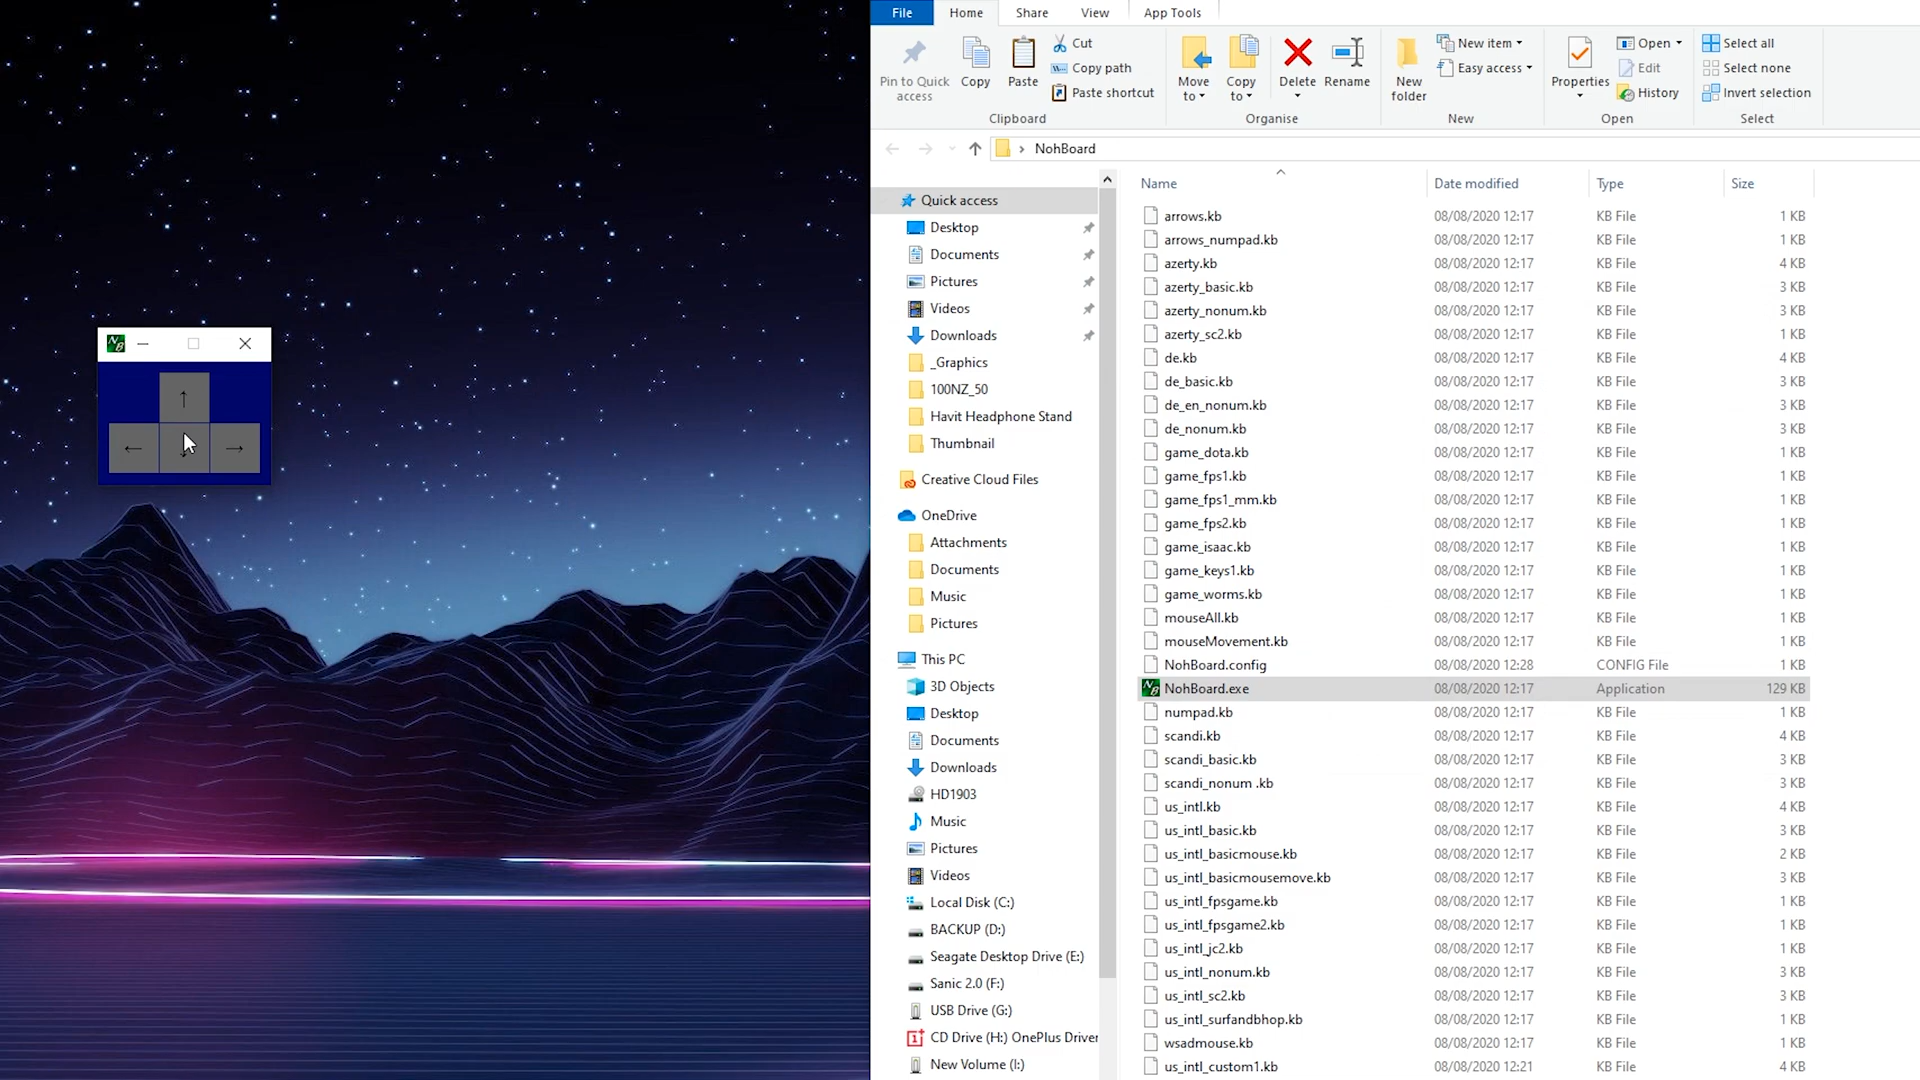 File Home Share View App Tools
Pin to Quick access
Copy
Paste
Cut
Copy path
Paste shortcut
Clipboard
Move to
Copy to
Delete
Rename
Organise
New folder
New item
Easy access
New
Properties
Open
Edit
History
Open
Select all
Select none
Invert selection
Select
NohBoard
Name Date modified Type Size
Quick access
Desktop
Documents
Pictures
Videos
Downloads
_Graphics
100NZ_50
Havit Headphone Stand
Thumbnail
Creative Cloud Files
OneDrive
Attachments
Documents
Music
Pictures
This PC
3D Objects
Desktop
Documents
Downloads
HD1903
Music
Pictures
Videos
Local Disk (C:)
BACKUP (D:)
Seagate Desktop Drive (E:)
Sanic 2.0 (F:)
USB Drive (G:)
CD Drive (H:) OnePlus Driver
New Volume (I:)
arrows.kb 08/08/2020 12:17 KB File 1 KB
arrows_numpad.kb 08/08/2020 12:17 KB File 1 KB
azerty.kb 08/08/2020 12:17 KB File 4 KB
azerty_basic.kb 08/08/2020 12:17 KB File 3 KB
azerty_nonum.kb 08/08/2020 12:17 KB File 3 KB
azerty_sc2.kb 08/08/2020 12:17 KB File 1 KB
de.kb 08/08/2020 12:17 KB File 4 KB
de_basic.kb 08/08/2020 12:17 KB File 3 KB
de_en_nonum.kb 08/08/2020 12:17 KB File 3 KB
de_nonum.kb 08/08/2020 12:17 KB File 3 KB
game_dota.kb 08/08/2020 12:17 KB File 1 KB
game_fps1.kb 08/08/2020 12:17 KB File 1 KB
game_fps1_mm.kb 08/08/2020 12:17 KB File 1 KB
game_fps2.kb 08/08/2020 12:17 KB File 1 KB
game_isaac.kb 08/08/2020 12:17 KB File 1 KB
game_keys1.kb 08/08/2020 12:17 KB File 1 KB
game_worms.kb 08/08/2020 12:17 KB File 1 KB
mouseAll.kb 08/08/2020 12:17 KB File 1 KB
mouseMovement.kb 08/08/2020 12:17 KB File 1 KB
NohBoard.config 08/08/2020 12:28 CONFIG File 1 KB
NohBoard.exe 08/08/2020 12:17 Application 129 KB
numpad.kb 08/08/2020 12:17 KB File 1 KB
scandi.kb 08/08/2020 12:17 KB File 4 KB
scandi_basic.kb 08/08/2020 12:17 KB File 3 KB
scandi_nonum .kb 08/08/2020 12:17 KB File 3 KB
us_intl.kb 08/08/2020 12:17 KB File 4 KB
us_intl_basic.kb 08/08/2020 12:17 KB File 3 KB
us_intl_basicmouse.kb 08/08/2020 12:17 KB File 2 KB
us_intl_basicmousemove.kb 08/08/2020 12:17 KB File 3 KB
us_intl_fpsgame.kb 08/08/2020 12:17 KB File 1 KB
us_intl_fpsgame2.kb 08/08/2020 12:17 KB File 1 KB
us_intl_jc2.kb 08/08/2020 12:17 KB File 1 KB
us_intl_nonum.kb 08/08/2020 12:17 KB File 3 KB
us_intl_sc2.kb 08/08/2020 12:17 KB File 3 KB
us_intl_surfandbhop.kb 08/08/2020 12:17 KB File 1 KB
wsadmouse.kb 08/08/2020 12:17 KB File 1 KB
us_intl_custom1.kb 08/08/2020 12:21 KB File 4 KB